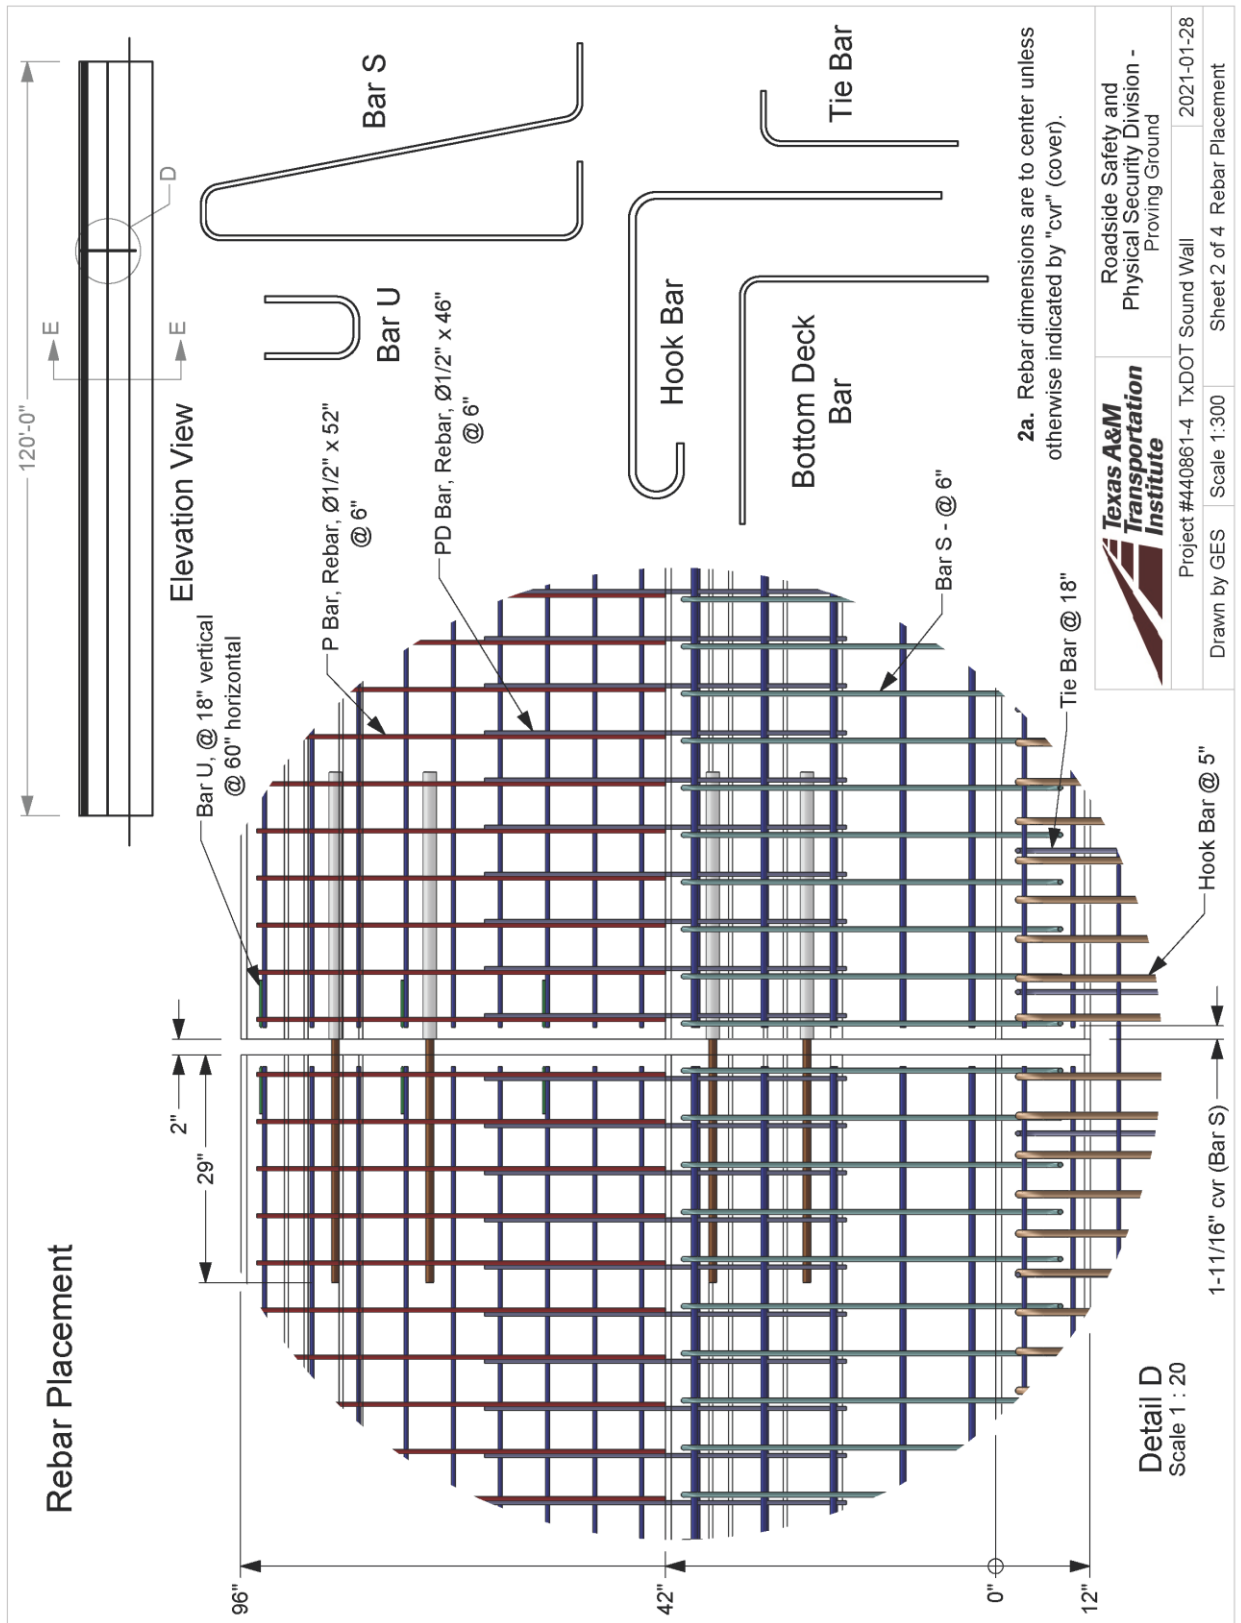 Rebar Placement
120'-0"
E
E
D
Elevation View
Bar U, @ 18" vertical
@ 60" horizontal
P Bar, Rebar, Ø1/2" x 52"
@ 6"
PD Bar, Rebar, Ø1/2" x 46"
@ 6"
Bar U
Bar S
Hook Bar
Bottom Deck
Bar
Tie Bar
2"
29"
96"
42"
0"
12"
Bar S - @ 6"
Tie Bar @ 18"
Hook Bar @ 5"
1-11/16" cvr (Bar S)
Detail D
Scale 1 : 20
2a. Rebar dimensions are to center unless
otherwise indicated by "cvr" (cover).
Texas A&M
Transportation
Institute
Roadside Safety and
Physical Security Division -
Proving Ground
Project #440861-4 TxDOT Sound Wall
2021-01-28
Drawn by GES
Scale 1:300
Sheet 2 of 4 Rebar Placement